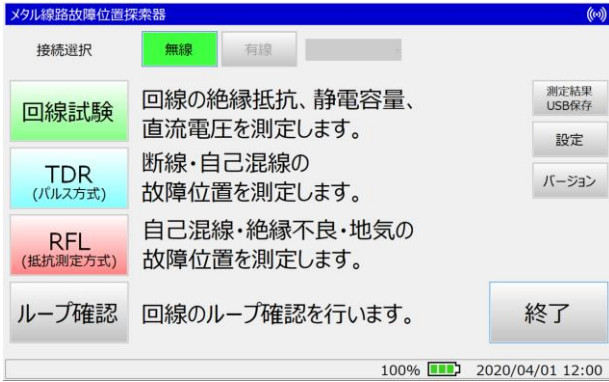 メタル線路故障位置探索器
接続選択
無線
有線
回線試験
回線の絶縁抵抗、静電容量、
直流電圧を測定します。
測定結果
USB保存
設定
TDR
(パルス方式)
断線・自己混線の
故障位置を測定します。
バージョン
RFL
(抵抗測定方式)
自己混線・絶縁不良・地気の
故障位置を測定します。
ループ確認
回線のループ確認を行います。
終了
100%
2020/04/01 12:00